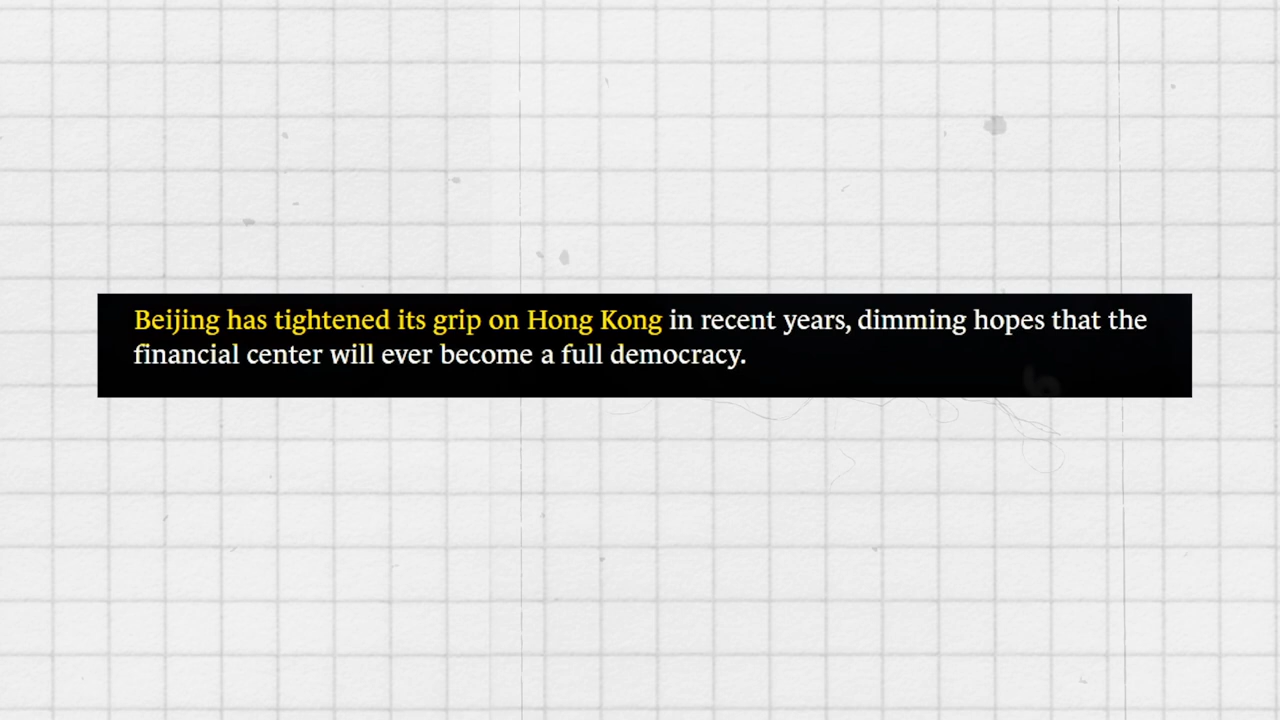 Beijing has tightened its grip on Hong Kong in recent years, dimming hopes that the
financial center will ever become a full democracy.